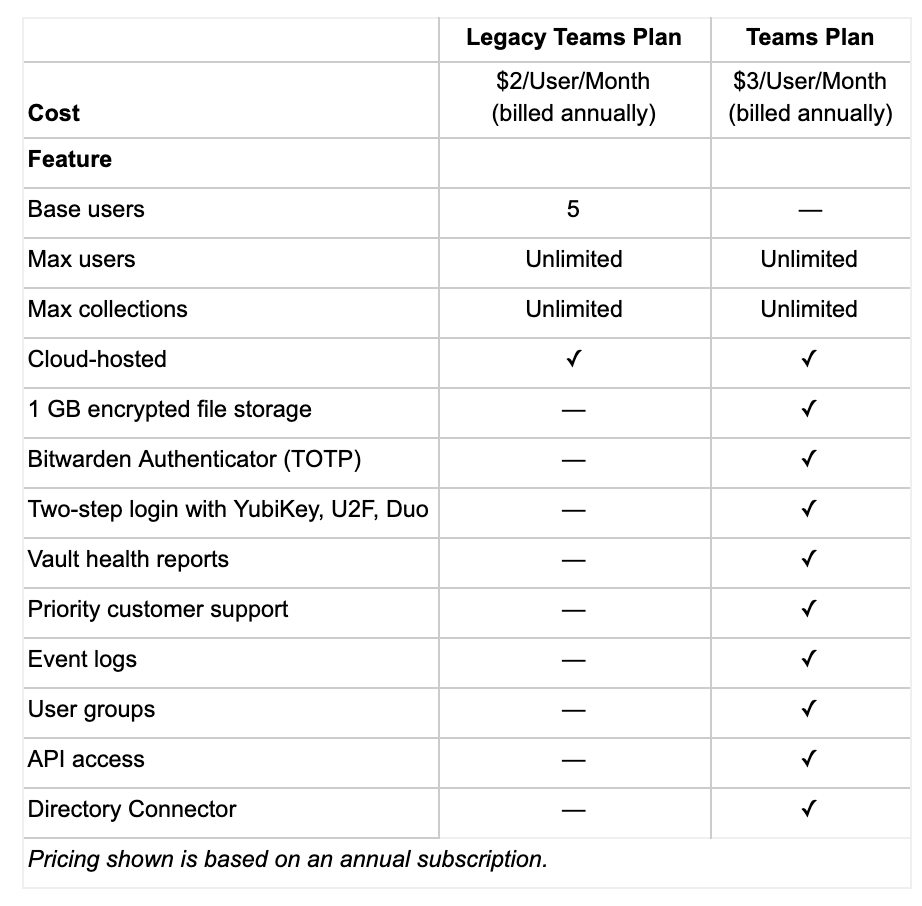 Legacy Teams Plan Teams Plan
Cost $2/User/Month (billed annually) $3/User/Month (billed annually)
Feature
Base users 5 —
Max users Unlimited Unlimited
Max collections Unlimited Unlimited
Cloud-hosted ✓ ✓
1 GB encrypted file storage — ✓
Bitwarden Authenticator (TOTP) — ✓
Two-step login with YubiKey, U2F, Duo — ✓
Vault health reports — ✓
Priority customer support — ✓
Event logs — ✓
User groups — ✓
API access — ✓
Directory Connector — ✓
Pricing shown is based on an annual subscription.